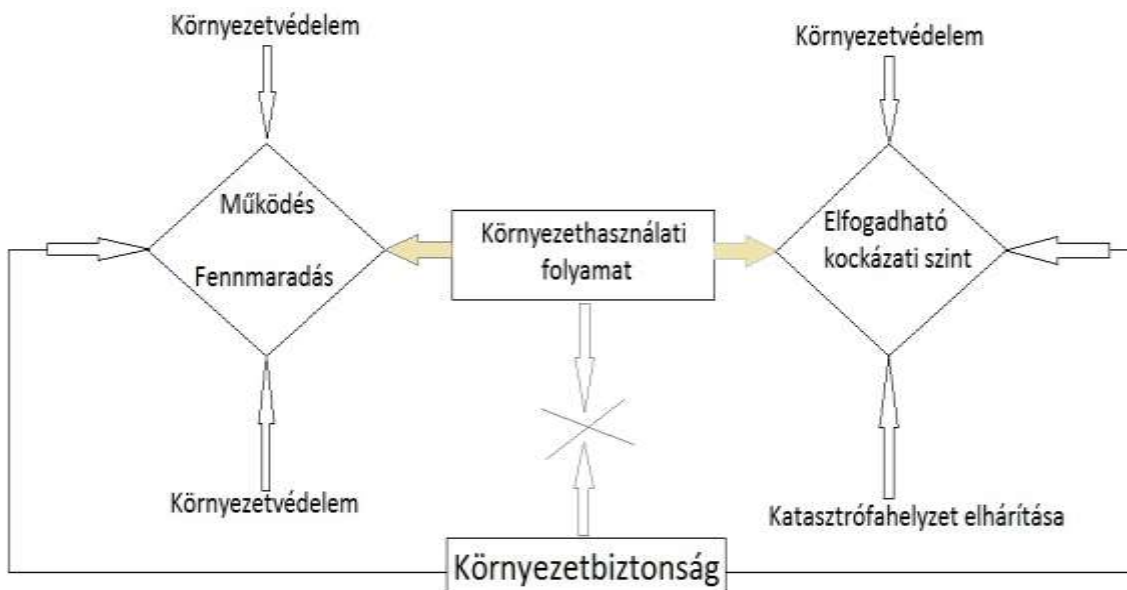 Környezetvédelem
Környezetvédelem
Működés
Fennmaradás
Környezethasználati
folyamat
Elfogadható
kockázati szint
Környezetvédelem
Katasztrófahelyzet elhárítása
Környezetbiztonság